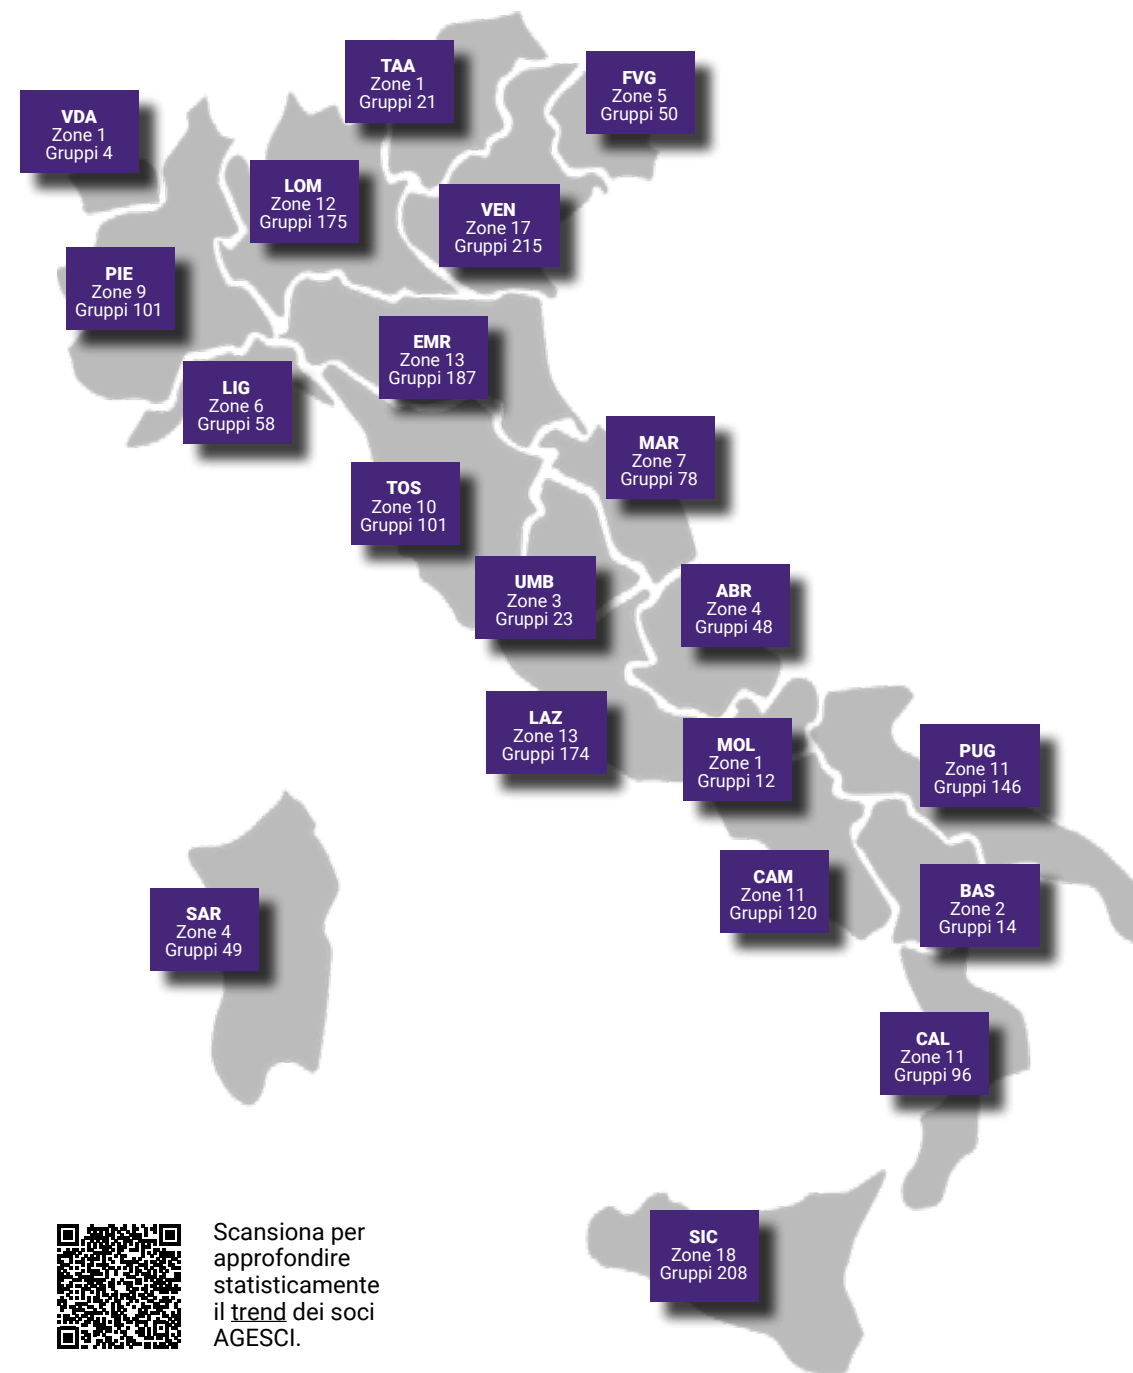 TAA
Zone 1
Gruppi 21
FVG
Zone 5
Gruppi 50
VDA
Zone 1
Gruppi 4
LOM
Zone 12
Gruppi 175
VEN
Zone 17
Gruppi 215
PIE
Zone 9
Gruppi 101
EMR
Zone 13
Gruppi 187
LIG
Zone 6
Gruppi 58
MAR
Zone 7
Gruppi 78
TOS
Zone 10
Gruppi 101
UMB
Zone 3
Gruppi 23
ABR
Zone 4
Gruppi 48
LAZ
Zone 13
Gruppi 174
MOL
Zone 1
Gruppi 12
PUG
Zone 11
Gruppi 146
CAM
Zone 11
Gruppi 120
BAS
Zone 2
Gruppi 14
SAR
Zone 4
Gruppi 49
CAL
Zone 11
Gruppi 96
SIC
Zone 18
Gruppi 208
Scansiona per
approfondire
statisticamente
il trend dei soci
AGESCI.